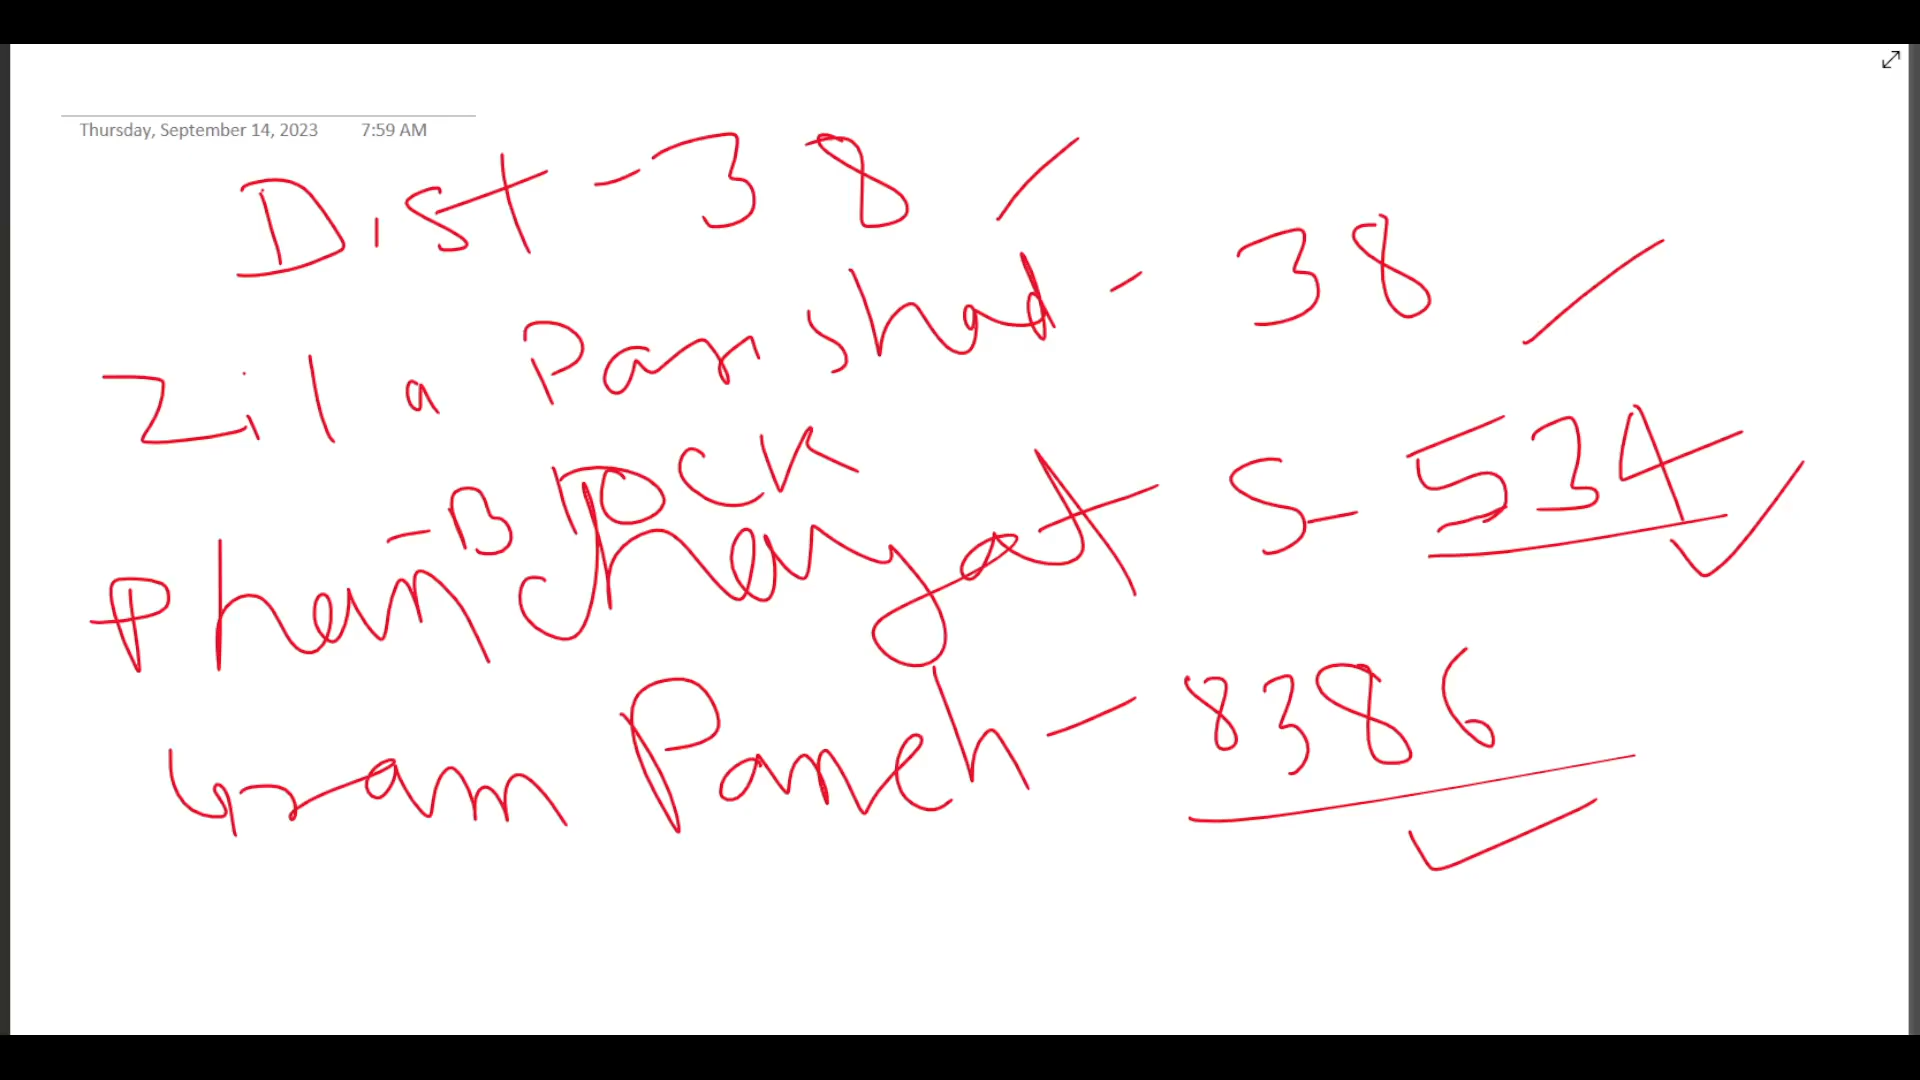 Thursday, September 14, 2023 7:59 AM
Dist - 38
Zila Parishad - 38
- Block
Phanchayat S - 534
Gram Panch - 8386